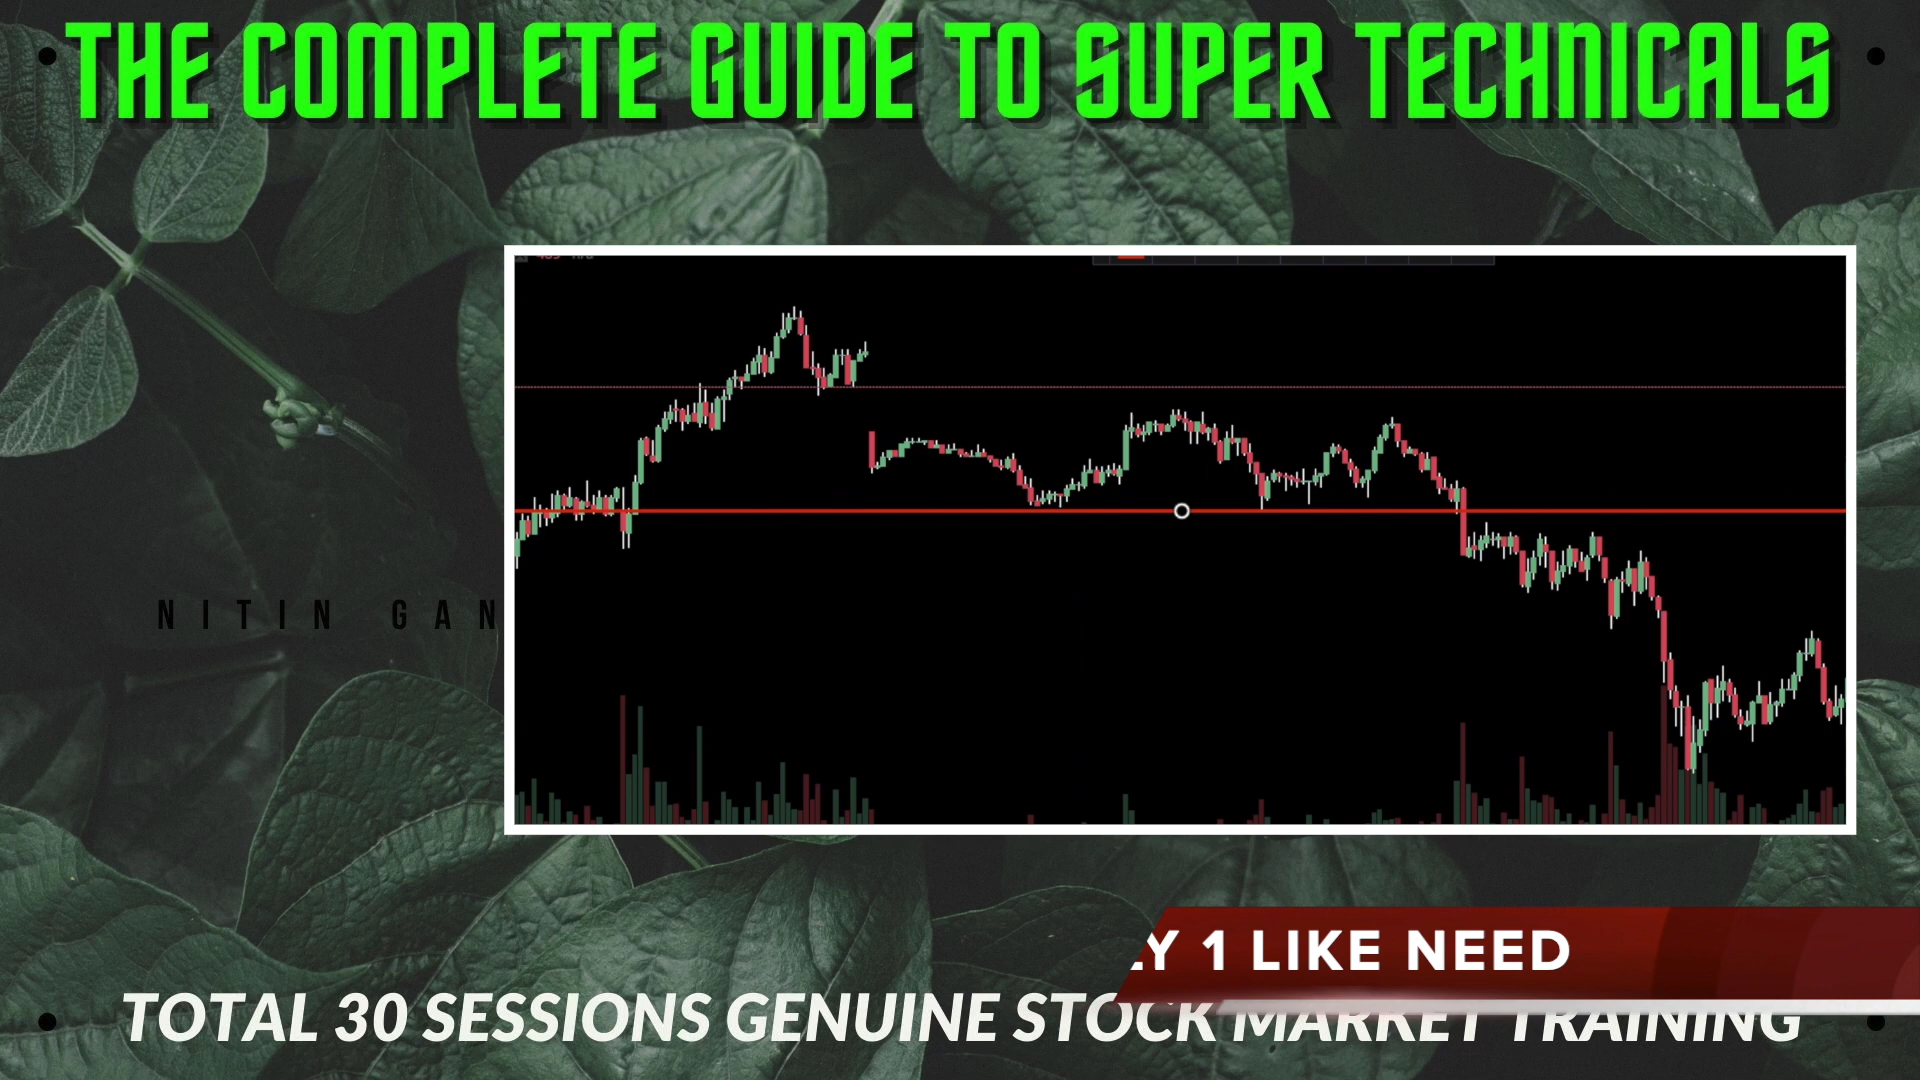 THE COMPLETE GUIDE TO SUPER TECHNICALS
NITIN GAN
Y 1 LIKE NEED
TOTAL 30 SESSIONS GENUINE STOCK MARKET TRAINING